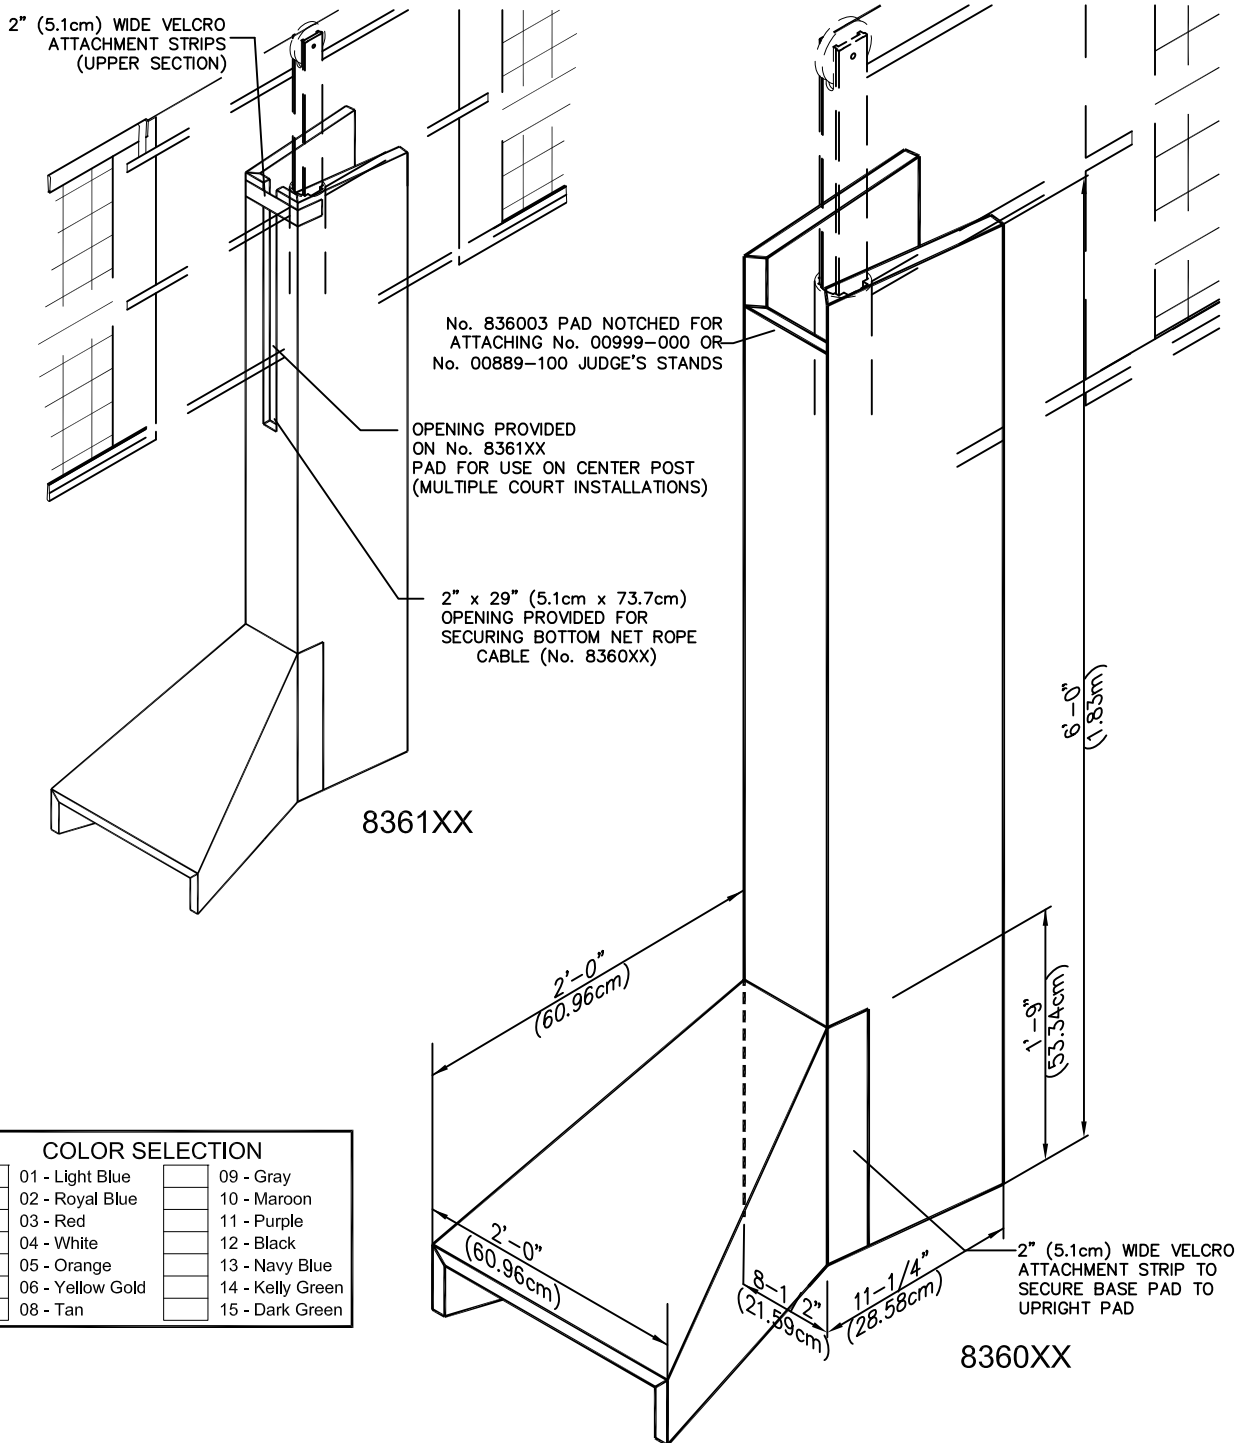 2" (5.1cm) WIDE VELCRO
ATTACHMENT STRIPS
(UPPER SECTION)
No. 836003 PAD NOTCHED FOR
ATTACHING No. 00999-000 OR
No. 00889-100 JUDGE'S STANDS
OPENING PROVIDED
ON No. 8361XX
PAD FOR USE ON CENTER POST
(MULTIPLE COURT INSTALLATIONS)
2" x 29" (5.1cm x 73.7cm)
OPENING PROVIDED FOR
SECURING BOTTOM NET ROPE
CABLE (No. 8360XX)
8361XX
6'-0"
(1.83m)
2'-0"
(60.96cm)
1'-9"
(53.34cm)
COLOR SELECTION
01 - Light Blue
02 - Royal Blue
03 - Red
04 - White
05 - Orange
06 - Yellow Gold
08 - Tan
09 - Gray
10 - Maroon
11 - Purple
12 - Black
13 - Navy Blue
14 - Kelly Green
15 - Dark Green
2'-0"
(60.96cm)
8-1/2"
(21.59cm)
11-1/4"
(28.58cm)
2" (5.1cm) WIDE VELCRO
ATTACHMENT STRIP TO
SECURE BASE PAD TO
UPRIGHT PAD
8360XX